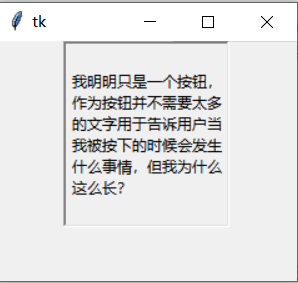 tk
我明明只是一个按钮，
作为按钮并不需要太多
的文字用于告诉用户当
我被按下的时候会发生
什么事情，但我为什么
这么长？